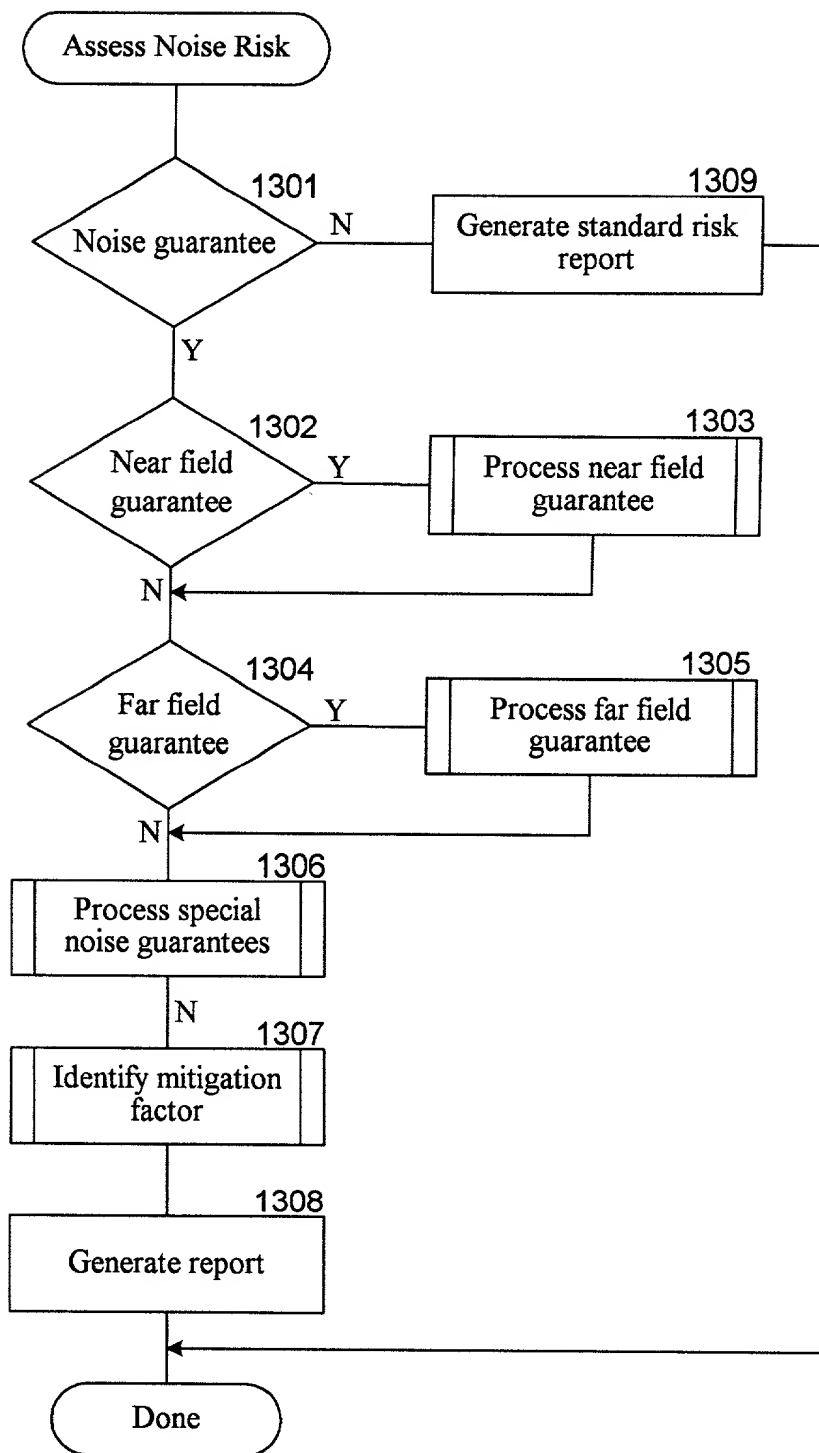 Assess Noise Risk
1301
Noise guarantee
N
1309
Generate standard risk
report
Y
1302
Near field
guarantee
Y
1303
Process near field
guarantee
N
1304
Far field
guarantee
Y
1305
Process far field
guarantee
N
1306
Process special
noise guarantees
N
1307
Identify mitigation
factor
1308
Generate report
Done